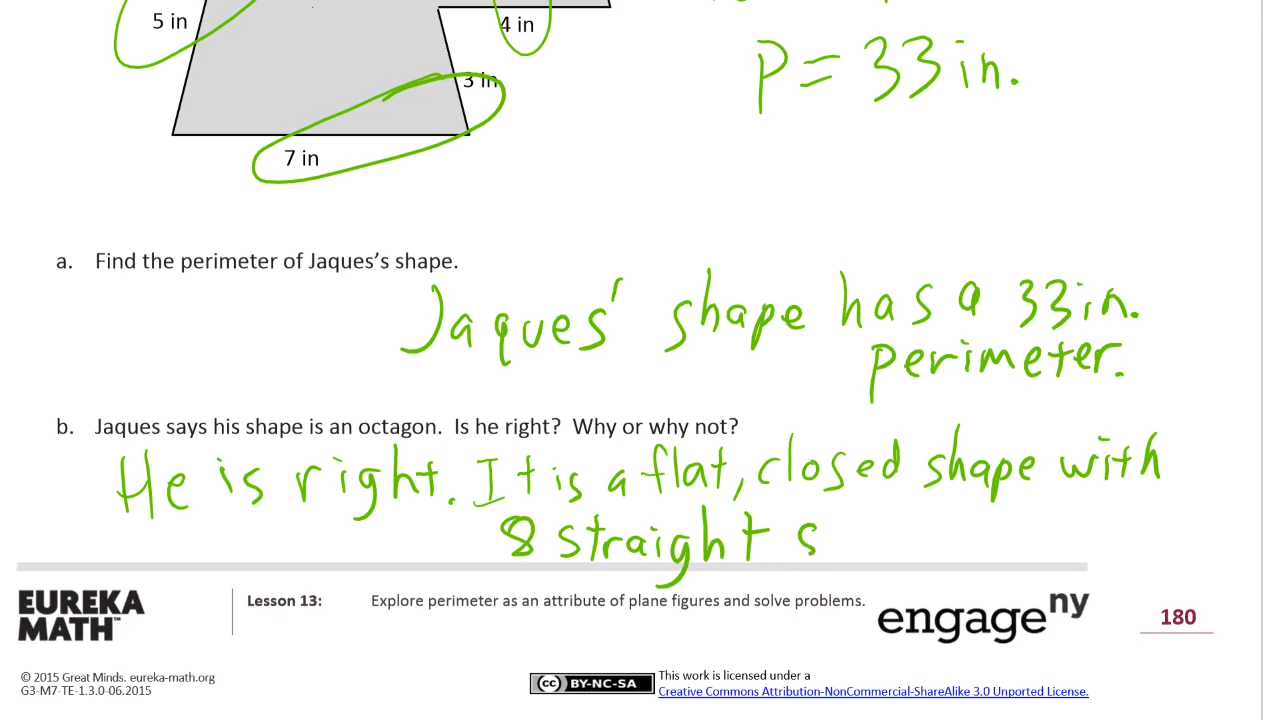 5 in
4 in
P = 33 in.
3 in
7 in
a. Find the perimeter of Jaques's shape.
Jaques' shape has a 33in.
perimeter.
b. Jaques says his shape is an octagon. Is he right? Why or why not?
He is right. It is a flat, closed shape with
8 straight s
EUREKA
MATH™
Lesson 13: Explore perimeter as an attribute of plane figures and solve problems.
engage ny
180
© 2015 Great Minds. eureka-math.org
G3-M7-TE-1.3.0-06.2015
cc BY-NC-SA
This work is licensed under a
Creative Commons Attribution-NonCommercial-ShareAlike 3.0 Unported License.